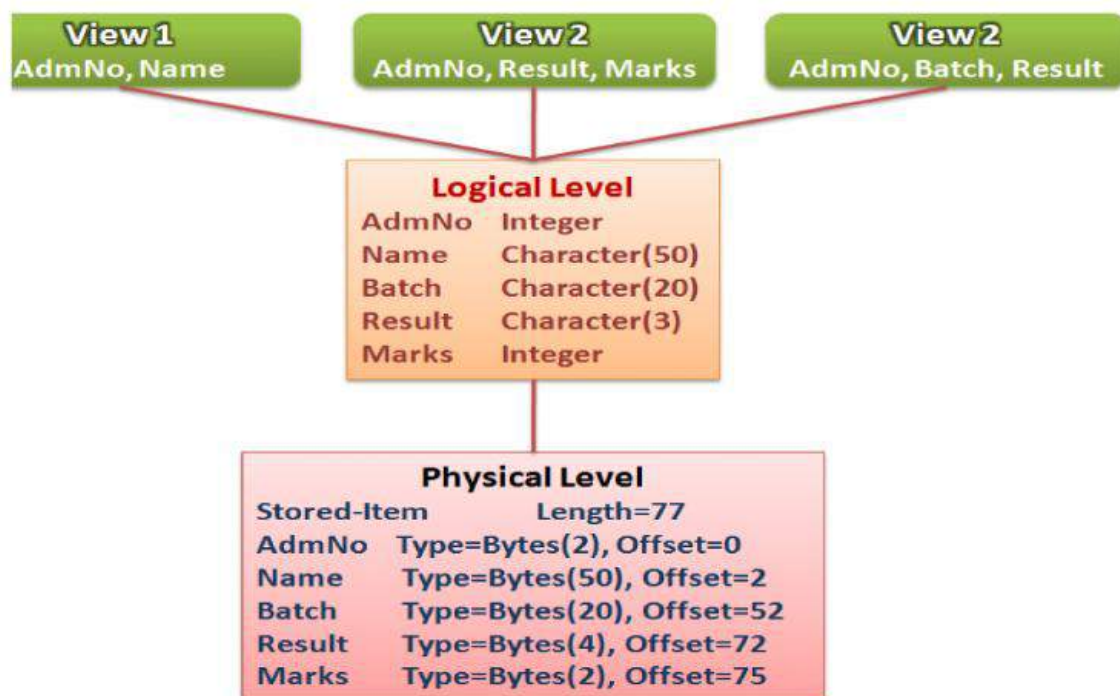 View 1
AdmNo, Name
View 2
AdmNo, Result, Marks
View 2
AdmNo, Batch, Result
Logical Level
AdmNo Integer
Name Character(50)
Batch Character(20)
Result Character(3)
Marks Integer
Physical Level
Stored-Item Length=77
AdmNo Type=Bytes(2), Offset=0
Name Type=Bytes(50), Offset=2
Batch Type=Bytes(20), Offset=52
Result Type=Bytes(4), Offset=72
Marks Type=Bytes(2), Offset=75